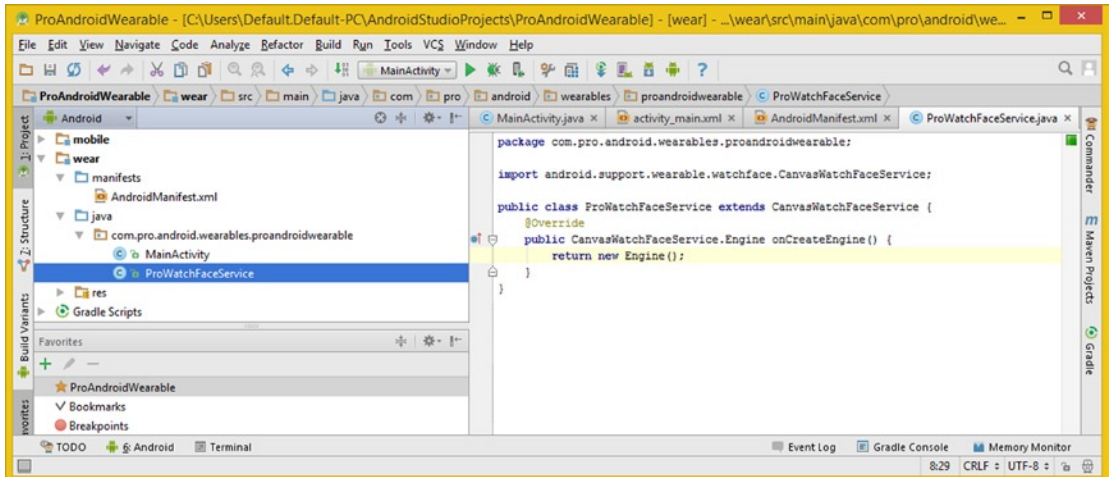 ProAndroidWearable - [C:\Users\Default.Default-PC\AndroidStudioProjects\ProAndroidWearable] - [wear] - ...\wear\src\main\java\com\pro\android\we...
File Edit View Navigate Code Analyze Refactor Build Run Tools VCS Window Help
MainActivity
ProAndroidWearable wear src main java com pro android wearables proandroidwearable ProWatchFaceService
Android
MainActivity.java activity_main.xml AndroidManifest.xml ProWatchFaceService.java
1: Project
Z: Structure
Build Variants
vorites
mobile
wear
manifests
AndroidManifest.xml
java
com.pro.android.wearables.proandroidwearable
MainActivity
ProWatchFaceService
res
Gradle Scripts
Favorites
ProAndroidWearable
Bookmarks
Breakpoints
package com.pro.android.wearables.proandroidwearable;
import android.support.wearable.watchface.CanvasWatchFaceService;
public class ProWatchFaceService extends CanvasWatchFaceService {
@Override
public CanvasWatchFaceService.Engine onCreateEngine() {
return new Engine();
}
}
Commander
m Maven Projects
Gradle
TODO 6: Android Terminal Event Log Gradle Console Memory Monitor
8:29 CRLF UTF-8